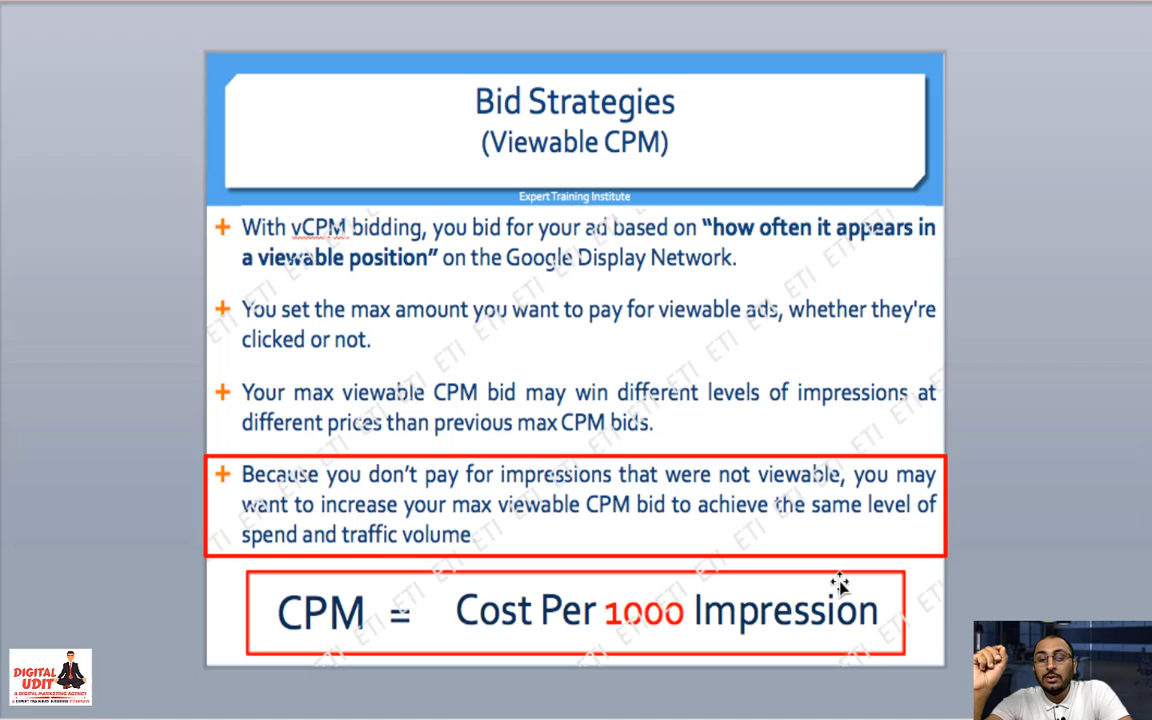 Bid Strategies
(Viewable CPM)
Expert Training Institute
+ With vCPM bidding, you bid for your ad based on “how often it appears in
a viewable position” on the Google Display Network.
+ You set the max amount you want to pay for viewable ads, whether they're
clicked or not.
+ Your max viewable CPM bid may win different levels of impressions at
different prices than previous max CPM bids.
+ Because you don’t pay for impressions that were not viewable, you may
want to increase your max viewable CPM bid to achieve the same level of
spend and traffic volume.
CPM = Cost Per 1000 Impression
DIGITAL
UDIT
A DIGITAL MARKETING AGENCY